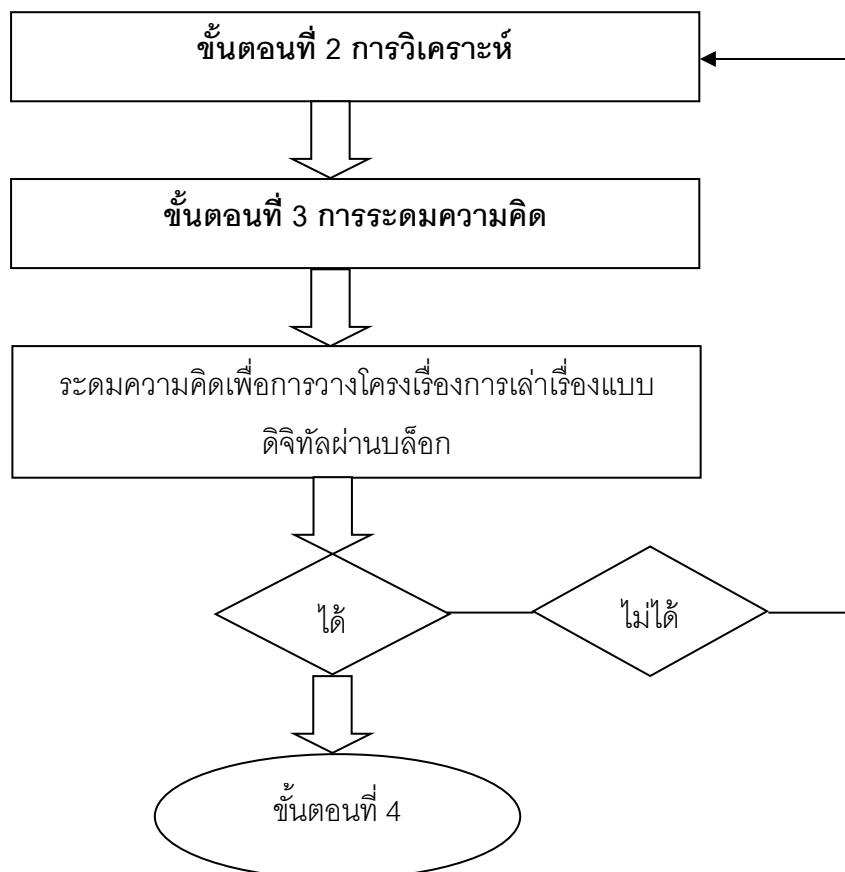 ขั้นตอนที่ 2 การวิเคราะห์
ขั้นตอนที่ 3 การระดมความคิด
ระดมความคิดเพื่อการวางโครงเรื่องการเล่าเรื่องแบบ
ดิจิทัลผ่านบล็อก
ได้
ไม่ได้
ขั้นตอนที่ 4